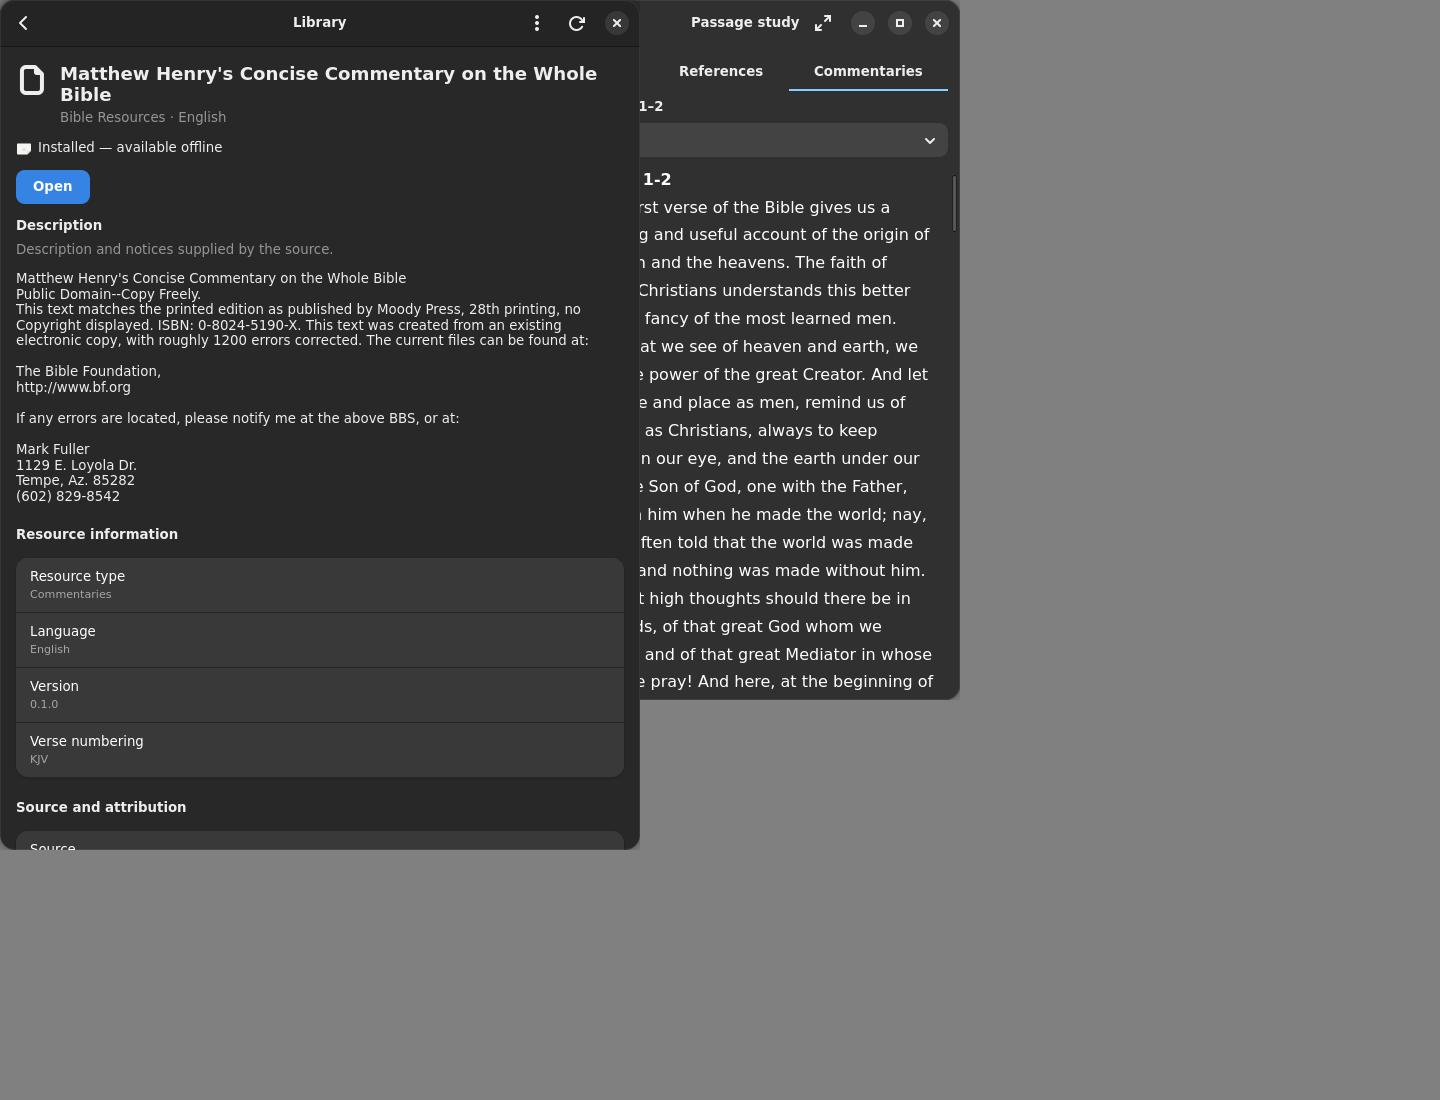 Library
Matthew Henry's Concise Commentary on the Whole
Bible
Bible Resources · English
Installed — available offline
Open
Description
Description and notices supplied by the source.
Matthew Henry's Concise Commentary on the Whole Bible
Public Domain--Copy Freely.
This text matches the printed edition as published by Moody Press, 28th printing, no
Copyright displayed. ISBN: 0-8024-5190-X. This text was created from an existing
electronic copy, with roughly 1200 errors corrected. The current files can be found at:
The Bible Foundation,
http://www.bf.org
If any errors are located, please notify me at the above BBS, or at:
Mark Fuller
1129 E. Loyola Dr.
Tempe, Az. 85282
(602) 829-8542
Resource information
Resource type
Commentaries
Language
English
Version
0.1.0
Verse numbering
KJV
Source and attribution
Source
Passage study
References
Commentaries
1–2
1-2
verse of the Bible gives us a
and useful account of the origin of
and the heavens. The faith of
Christians understands this better
fancy of the most learned men.
we see of heaven and earth, we
power of the great Creator. And let
and place as men, remind us of
as Christians, always to keep
our eye, and the earth under our
Son of God, one with the Father,
him when he made the world; nay,
told that the world was made
and nothing was made without him.
high thoughts should there be in
of that great God whom we
and of that great Mediator in whose
pray! And here, at the beginning of